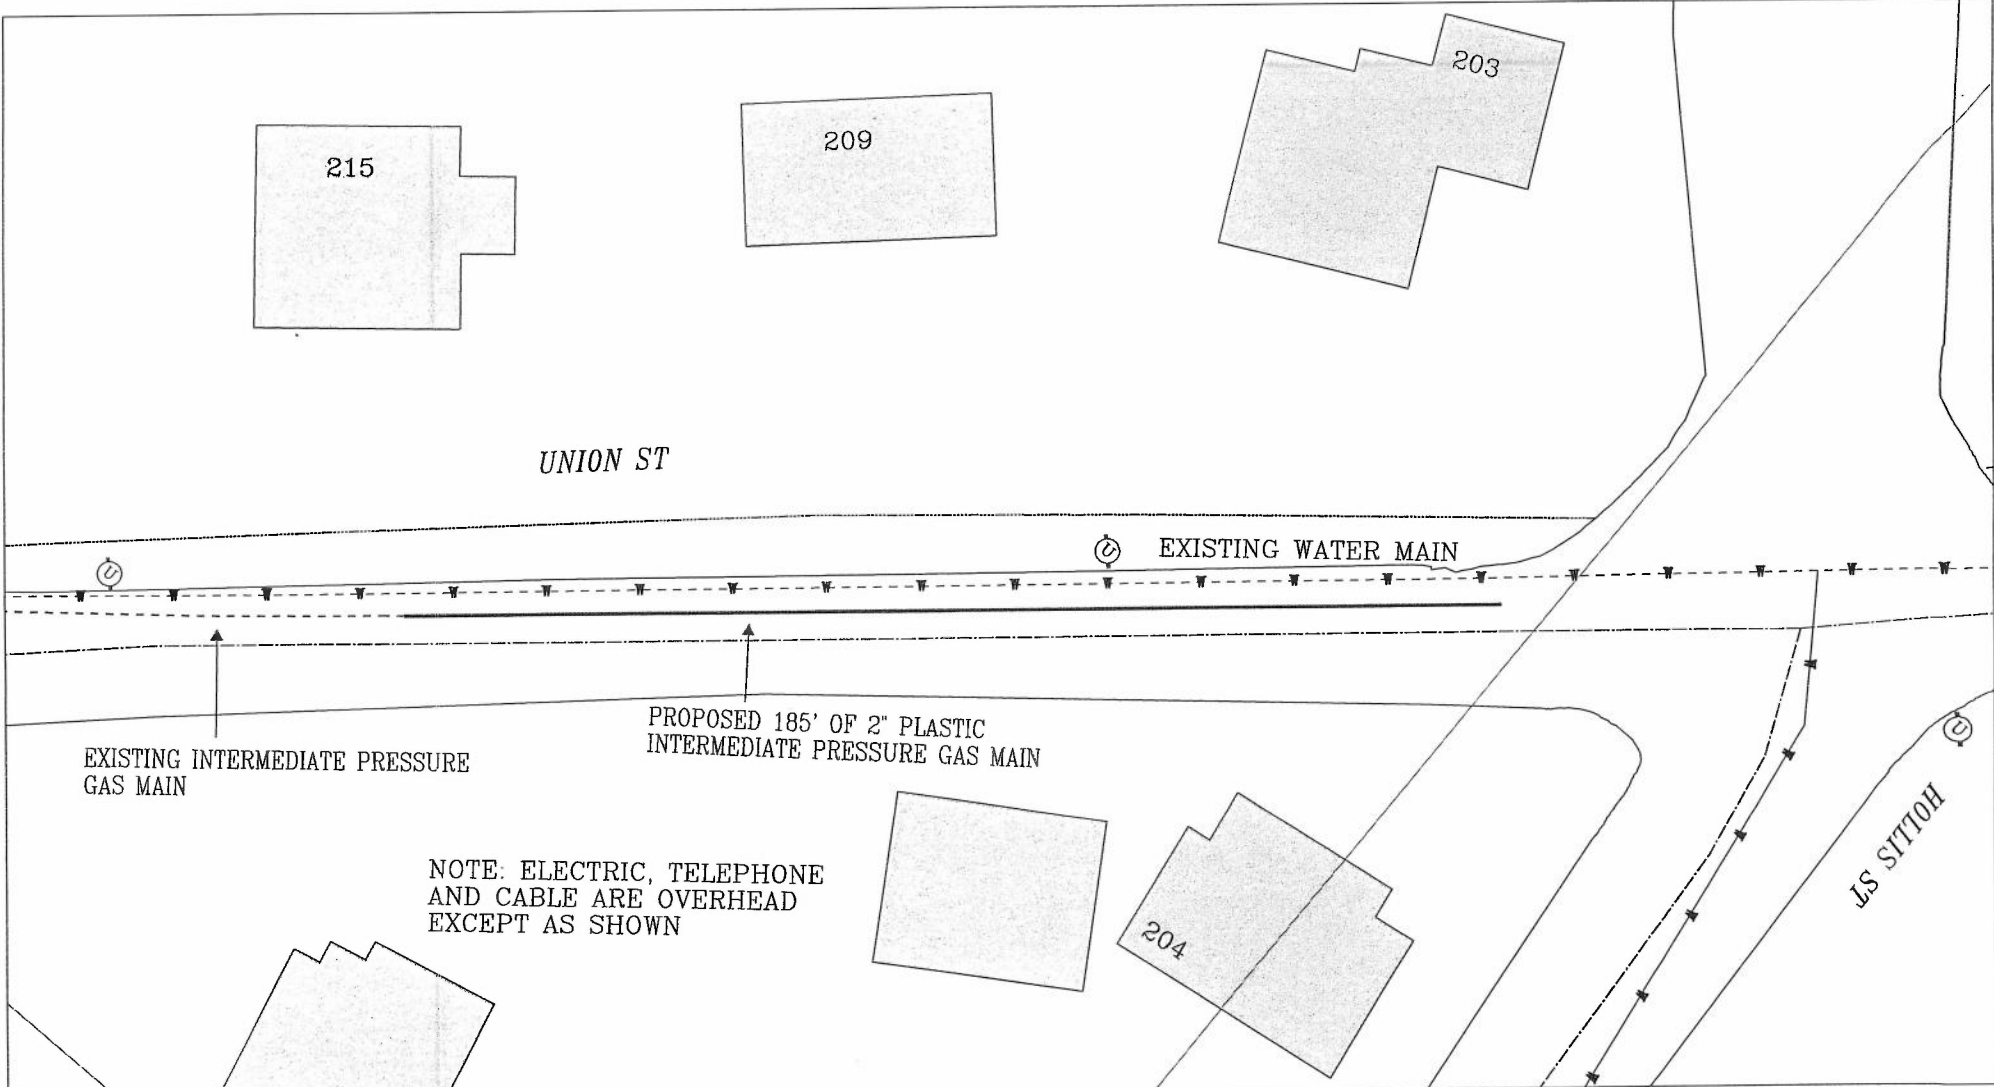 203
209
215
UNION ST
U
EXISTING WATER MAIN
U
W W W W W W W W W W W W W W W W W W W W W
PROPOSED 185' OF 2" PLASTIC
INTERMEDIATE PRESSURE GAS MAIN
EXISTING INTERMEDIATE PRESSURE
GAS MAIN
W W W W W W
U
HOLLIS ST
NOTE: ELECTRIC, TELEPHONE
AND CABLE ARE OVERHEAD
EXCEPT AS SHOWN
204